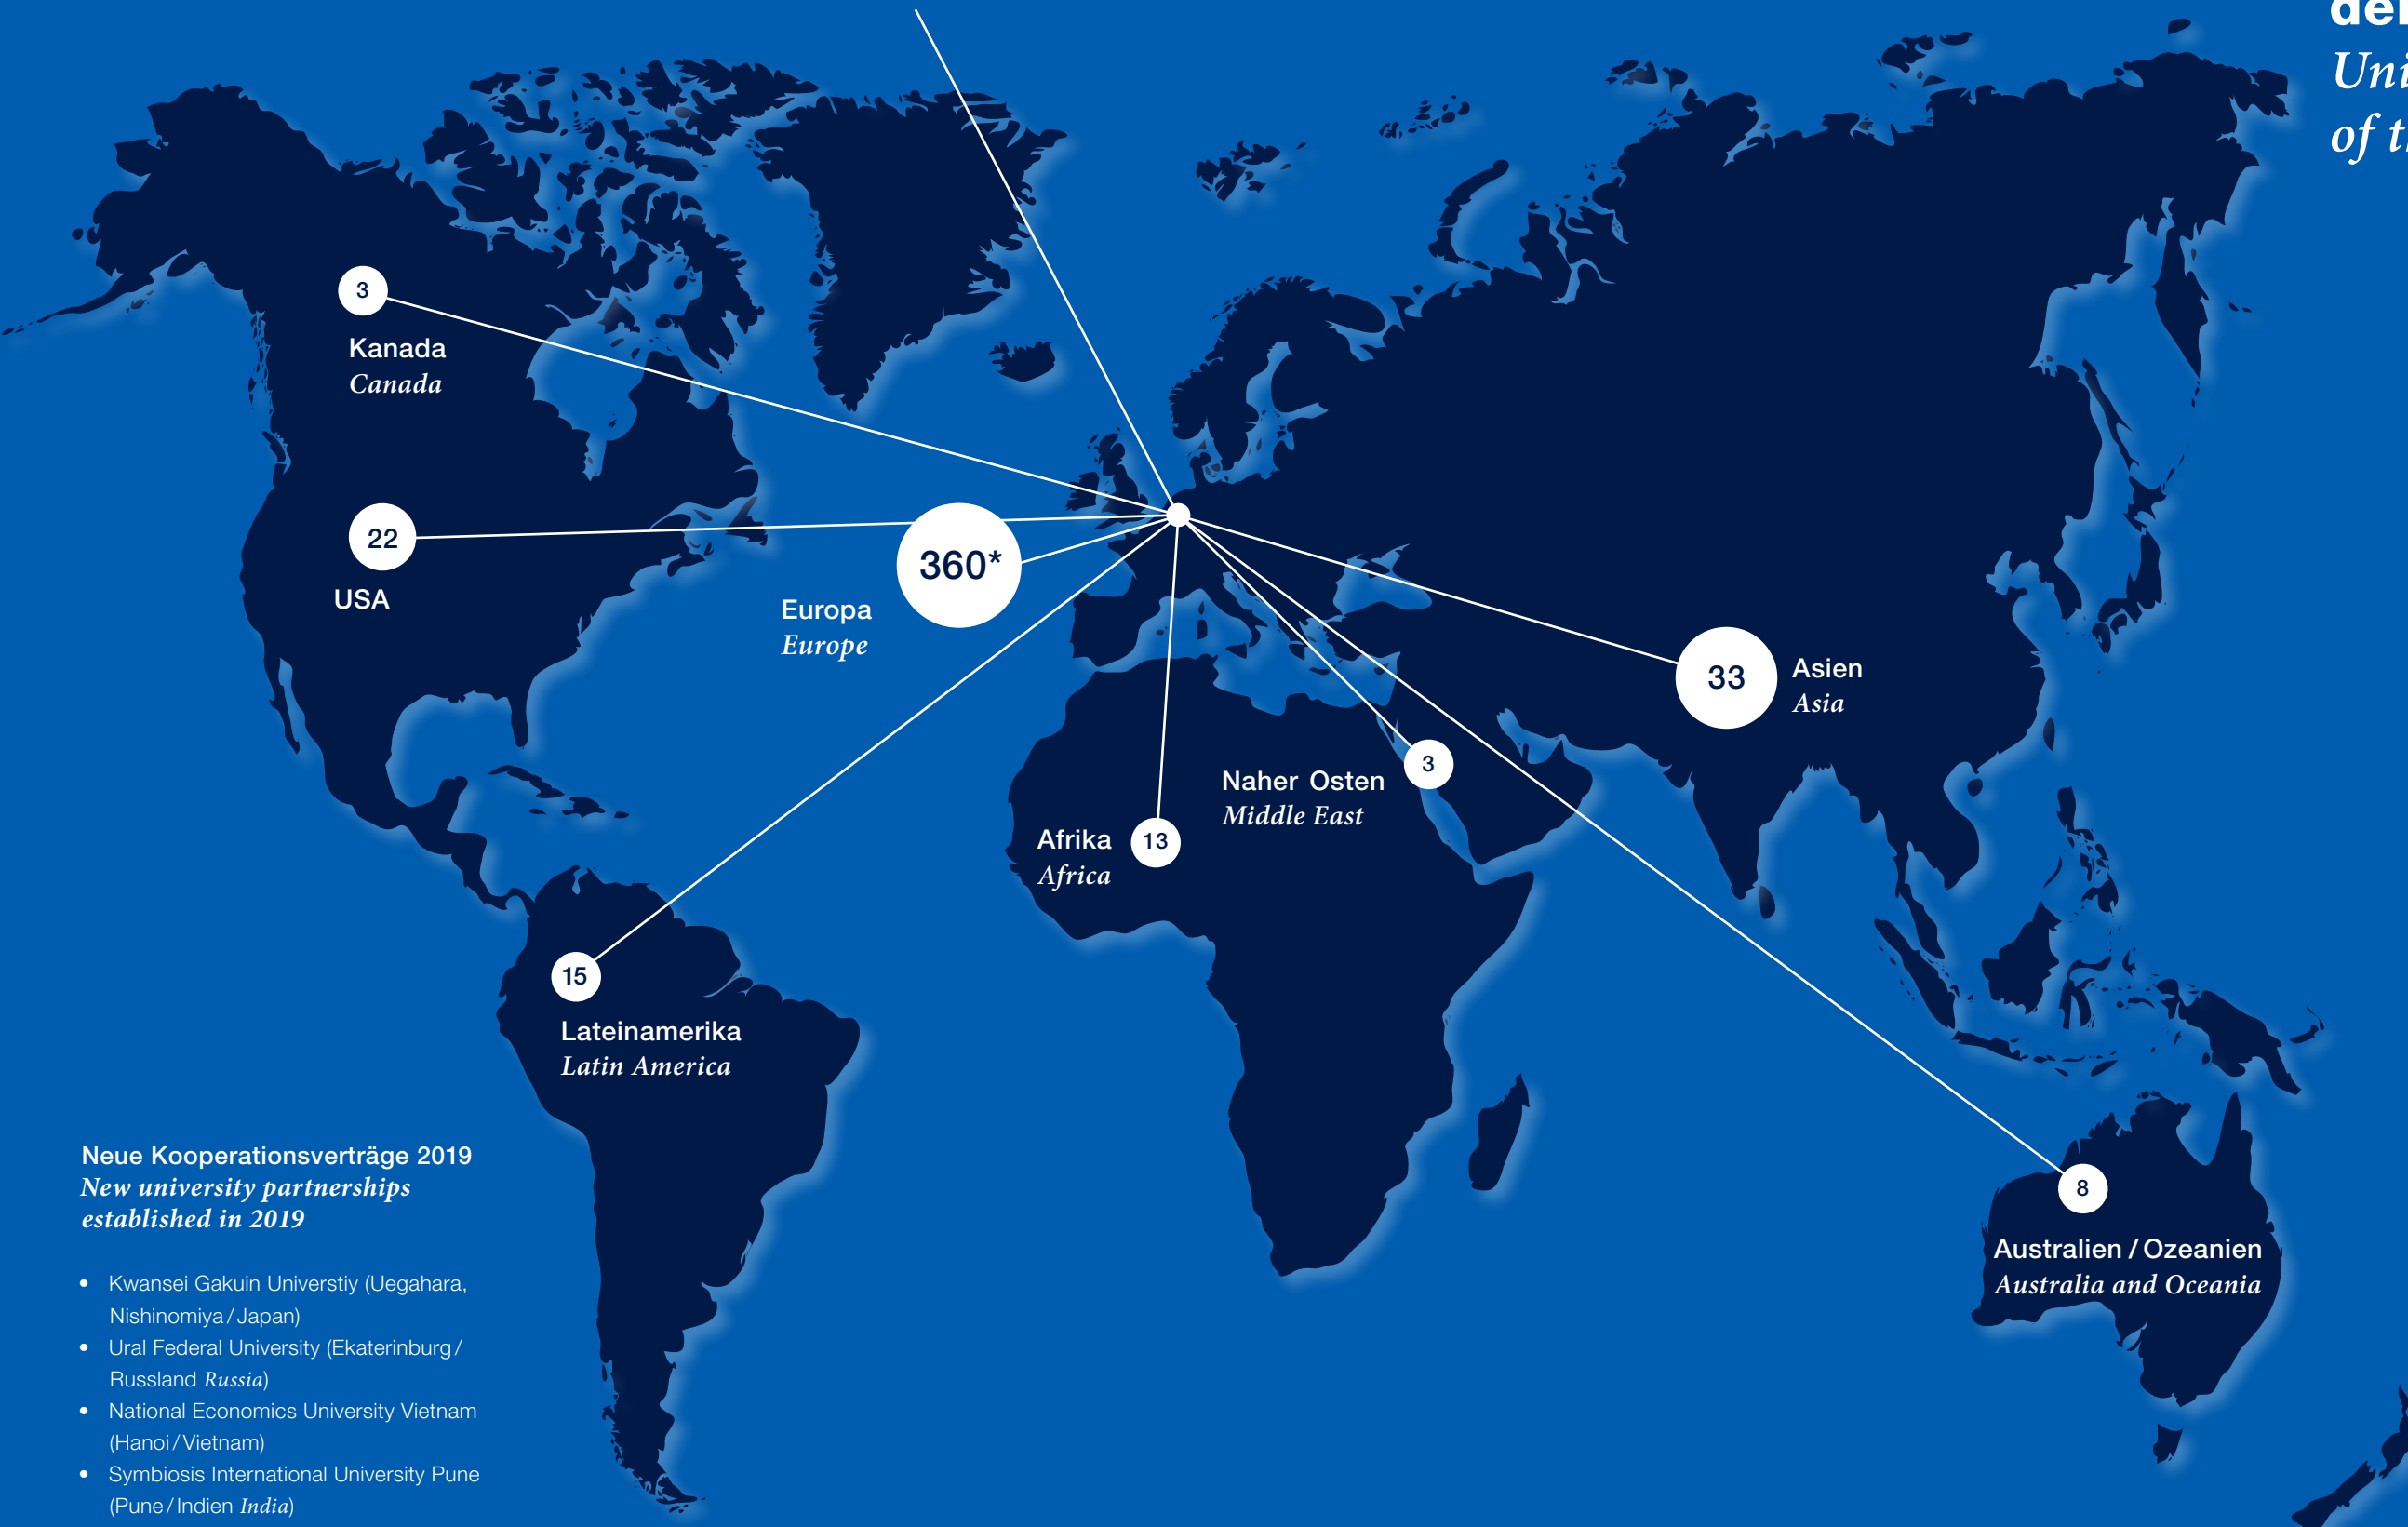 of
3
Kanada
Canada
22
USA
360*
Europa
Europe
33
Asien
Asia
3
Naher Osten
Middle East
13
Afrika
Africa
15
Lateinamerika
Latin America
8
Australien / Ozeanien
Australia and Oceania
Neue Kooperationsverträge 2019
New university partnerships
established in 2019
• Kwansei Gakuin Universtiy (Uegahara,
Nishinomiya / Japan)
• Ural Federal University (Ekaterinburg /
Russland Russia)
• National Economics University Vietnam
(Hanoi / Vietnam)
• Symbiosis International University Pune
(Pune / Indien India)